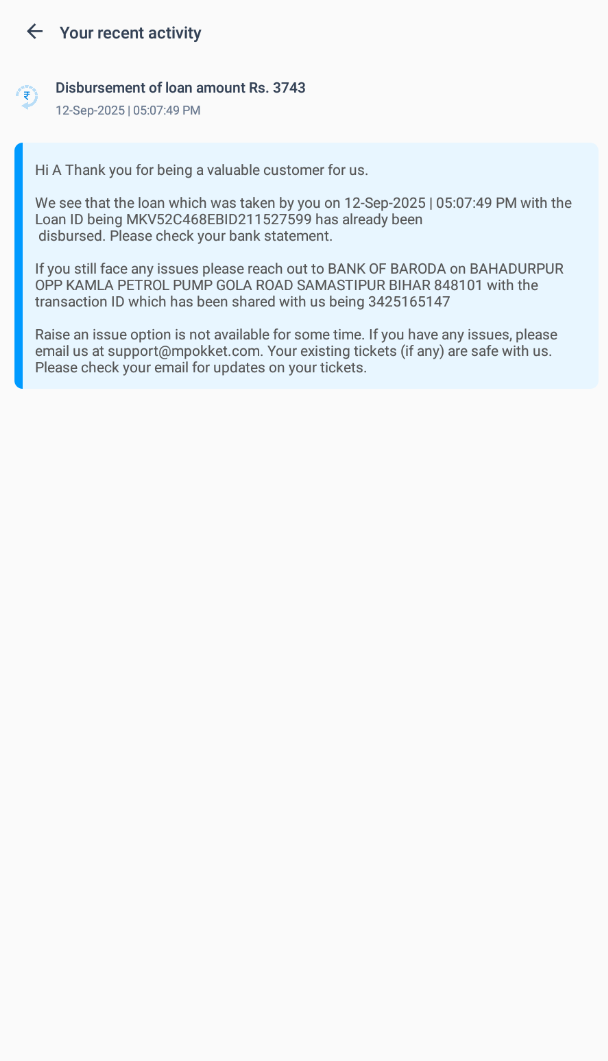 Your recent activity
Disbursement of loan amount Rs. 3743
12-Sep-2025 | 05:07:49 PM
Hi A Thank you for being a valuable customer for us.
We see that the loan which was taken by you on 12-Sep-2025 | 05:07:49 PM with the
Loan ID being MKV52C468EBID211527599 has already been
disbursed. Please check your bank statement.
If you still face any issues please reach out to BANK OF BARODA on BAHADURPUR
OPP KAMLA PETROL PUMP GOLA ROAD SAMASTIPUR BIHAR 848101 with the
transaction ID which has been shared with us being 3425165147
Raise an issue option is not available for some time. If you have any issues, please
email us at support@mpokket.com. Your existing tickets (if any) are safe with us.
Please check your email for updates on your tickets.